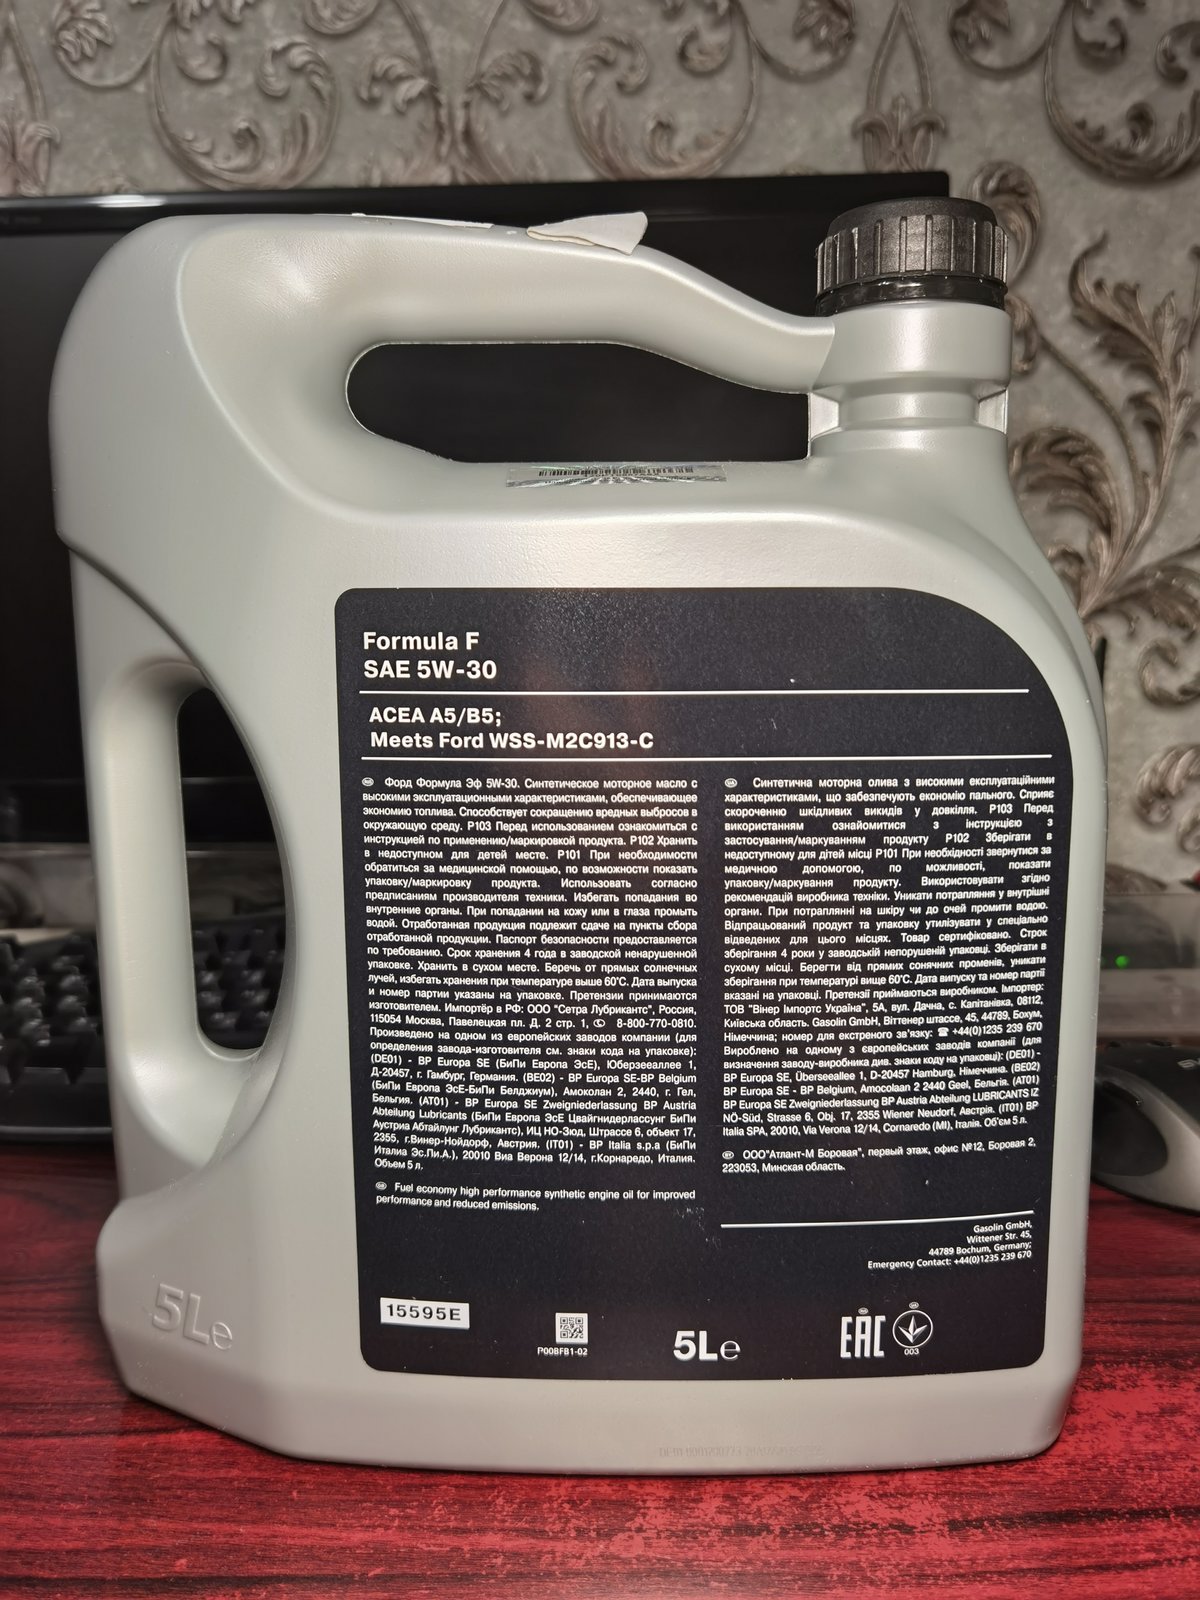 Formula F
SAE 5W-30
ACEA A5/B5;
Meets Ford WSS-M2C913-C
Форд Формула Эф 5W-30. Синтетическое моторное масло с
высокими эксплуатационными характеристиками, обеспечивающее
экономию топлива. Способствует сокращению вредных выбросов в
окружающую среду. P103 Перед использованием ознакомиться с
инструкцией по применению/маркировкой продукта. P102 Хранить
в недоступном для детей месте. P101 При необходимости
обратиться за медицинской помощью, по возможности показать
упаковку/маркировку продукта. Использовать согласно
предписаниям производителя техники. Избегать попадания во
внутренние органы. При попадании на кожу или в глаза промыть
водой. Отработанная продукция подлежит сдаче на пункты сбора
отработанной продукции. Паспорт безопасности предоставляется
по требованию. Срок хранения 4 года в заводской ненарушенной
упаковке. Хранить в сухом месте. Беречь от прямых солнечных
лучей, избегать хранения при температуре выше 60°C. Дата выпуска
и номер партии указаны на упаковке. Претензии принимаются
изготовителем. Импортёр в РФ: ООО "Сетра Лубрикантс", Россия,
115054 Москва, Павелецкая пл. Д. 2 стр. 1, 8-800-770-0810.
Произведено на одном из европейских заводов компании (для
определения завода-изготовителя см. знаки кода на упаковке):
(DE01) - BP Europa SE (БиПи Европа ЭсЕ), Юберзееаллее 1,
Д-20457, г. Гамбург, Германия. (BE02) - BP Europa SE-BP Belgium
(БиПи Европа ЭсЕ-БиПи Белджиум), Амоколан 2, 2440, г. Гел,
Бельгия. (AT01) - BP Europa SE Zweigniederlassung BP Austria
Abteilung Lubricants (БиПи Европа ЭсЕ Цвайгнидерлассунг БиПи
Аустриа Абтайлунг Лубрикантс), ИЦ НО-Зюд, Штрассе 6, объект 17,
2355, г.Винер-Нойдорф, Австрия. (IT01) - BP Italia s.p.a (БиПи
Италиа Эс.Пи.А.), 20010 Виа Верона 12/14, г.Корнаредо, Италия.
Объем 5 л.
Fuel economy high performance synthetic engine oil for improved
performance and reduced emissions.
Синтетична моторна олива з високими експлуатаційними
характеристиками, що забезпечують економію пального. Сприяє
скороченню шкідливих викидів у довкілля. P103 Перед
використанням ознайомитися з інструкцією з
застосування/маркуванням продукту P102 Зберігати в
недоступному для дітей місці P101 При необхідності звернутися за
медичною допомогою, по можливості, показати
упаковку/маркування продукту. Використовувати згідно
рекомендацій виробника техніки. Уникати потрапляння у внутрішні
органи. При потраплянні на шкіру чи до очей промити водою.
Відпрацьований продукт та упаковку утилізувати у спеціально
відведених для цього місцях. Товар сертифіковано. Строк
зберігання 4 роки у заводській непорушеній упаковці. Зберігати в
сухому місці. Берегти від прямих сонячних променів, уникати
зберігання при температурі вище 60°C. Дата випуску та номер партії
вказані на упаковці. Претензії приймаються виробником. Імпортер:
ТОВ "Вінер Імпортс Україна", 5А, вул. Дачна, с. Капітанівка, 08112,
Київська область. Gasolin GmbH, Віттенер штассе, 45, 44789, Бохум,
Німеччина; номер для екстреного зв'язку: ☎ +44(0)1235 239 670
Вироблено на одному з європейських заводів компанії (для
визначення заводу-виробника див. знаки коду на упаковці): (DE01) -
BP Europa SE, Überseeallee 1, D-20457 Hamburg, Німеччина. (BE02)
BP Europa SE - BP Belgium, Amocolaan 2 2440 Geel, Бельгія. (AT01)
BP Europa SE Zweigniederlassung BP Austria Abteilung LUBRICANTS IZ
NÖ-Süd, Strasse 6, Obj. 17, 2355 Wiener Neudorf, Австрія. (IT01) BP
Italia SPA, 20010, Via Verona 12/14, Cornaredo (MI), Італія. Об'єм 5 л.
ООО"Атлант-М Боровая", первый этаж, офис №12, Боровая 2,
223053, Минская область.
Gasolin GmbH,
Wittener Str. 45,
44789 Bochum, Germany;
Emergency Contact: +44(0)1235 239 670
15595E
P00BFB1-02
5L e
EAC
003
5L e